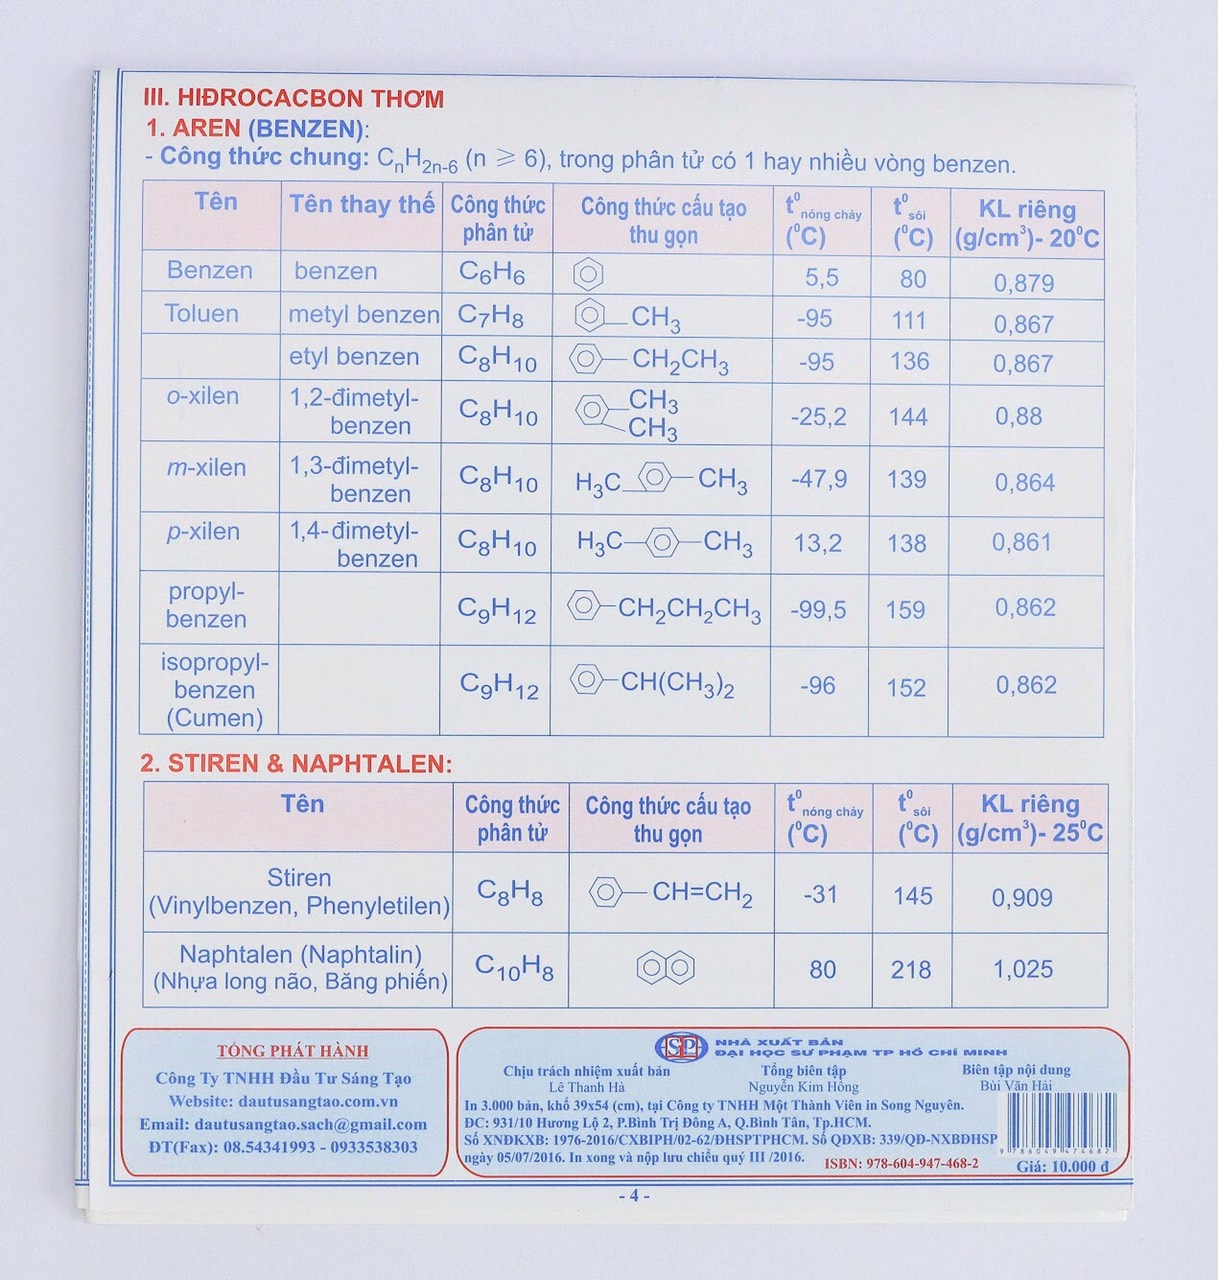 III. HIĐROCACBON THƠM
1. AREN (BENZEN):
- Công thức chung: CnH2n-6 (n ⩾ 6), trong phân tử có 1 hay nhiều vòng benzen.
Tên Tên thay thế Công thức phân tử Công thức cấu tạo thu gọn t⁰nóng chảy (⁰C) t⁰sôi (⁰C) KL riêng (g/cm³)- 20⁰C
Benzen benzen C6H6 5,5 80 0,879
Toluen metyl benzen C7H8 CH3 -95 111 0,867
etyl benzen C8H10 CH2CH3 -95 136 0,867
o-xilen 1,2-đimetyl-benzen C8H10 CH3 CH3 -25,2 144 0,88
m-xilen 1,3-đimetyl-benzen C8H10 H3C CH3 -47,9 139 0,864
p-xilen 1,4-đimetyl-benzen C8H10 H3C CH3 13,2 138 0,861
propyl-benzen C9H12 CH2CH2CH3 -99,5 159 0,862
isopropyl-benzen (Cumen) C9H12 CH(CH3)2 -96 152 0,862
2. STIREN & NAPHTALEN:
Tên Công thức phân tử Công thức cấu tạo thu gọn t⁰nóng chảy (⁰C) t⁰sôi (⁰C) KL riêng (g/cm³)- 25⁰C
Stiren (Vinylbenzen, Phenyletilen) C8H8 CH=CH2 -31 145 0,909
Naphtalen (Naphtalin) (Nhựa long não, Băng phiến) C10H8 80 218 1,025
TỔNG PHÁT HÀNH
Công Ty TNHH Đầu Tư Sáng Tạo
Website: dautusangtao.com.vn
Email: dautusangtao.sach@gmail.com
ĐT(Fax): 08.54341993 - 0933538303
SP
NHÀ XUẤT BẢN
ĐẠI HỌC SƯ PHẠM TP HỒ CHÍ MINH
Chịu trách nhiệm xuất bản Tổng biên tập Biên tập nội dung
Lê Thanh Hà Nguyễn Kim Hồng Bùi Văn Hải
In 3.000 bản, khổ 39x54 (cm), tại Công ty TNHH Một Thành Viên in Song Nguyên.
ĐC: 931/10 Hương Lộ 2, P.Bình Trị Đông A, Q.Bình Tân, Tp.HCM.
Số XNĐKXB: 1976-2016/CXBIPH/02-62/ĐHSPTPHCM. Số QĐXB: 339/QĐ-NXBĐHSP
ngày 05/07/2016. In xong và nộp lưu chiểu quý III /2016.
ISBN: 978-604-947-468-2
9 786049 474682
Giá: 10.000 đ
- 4 -